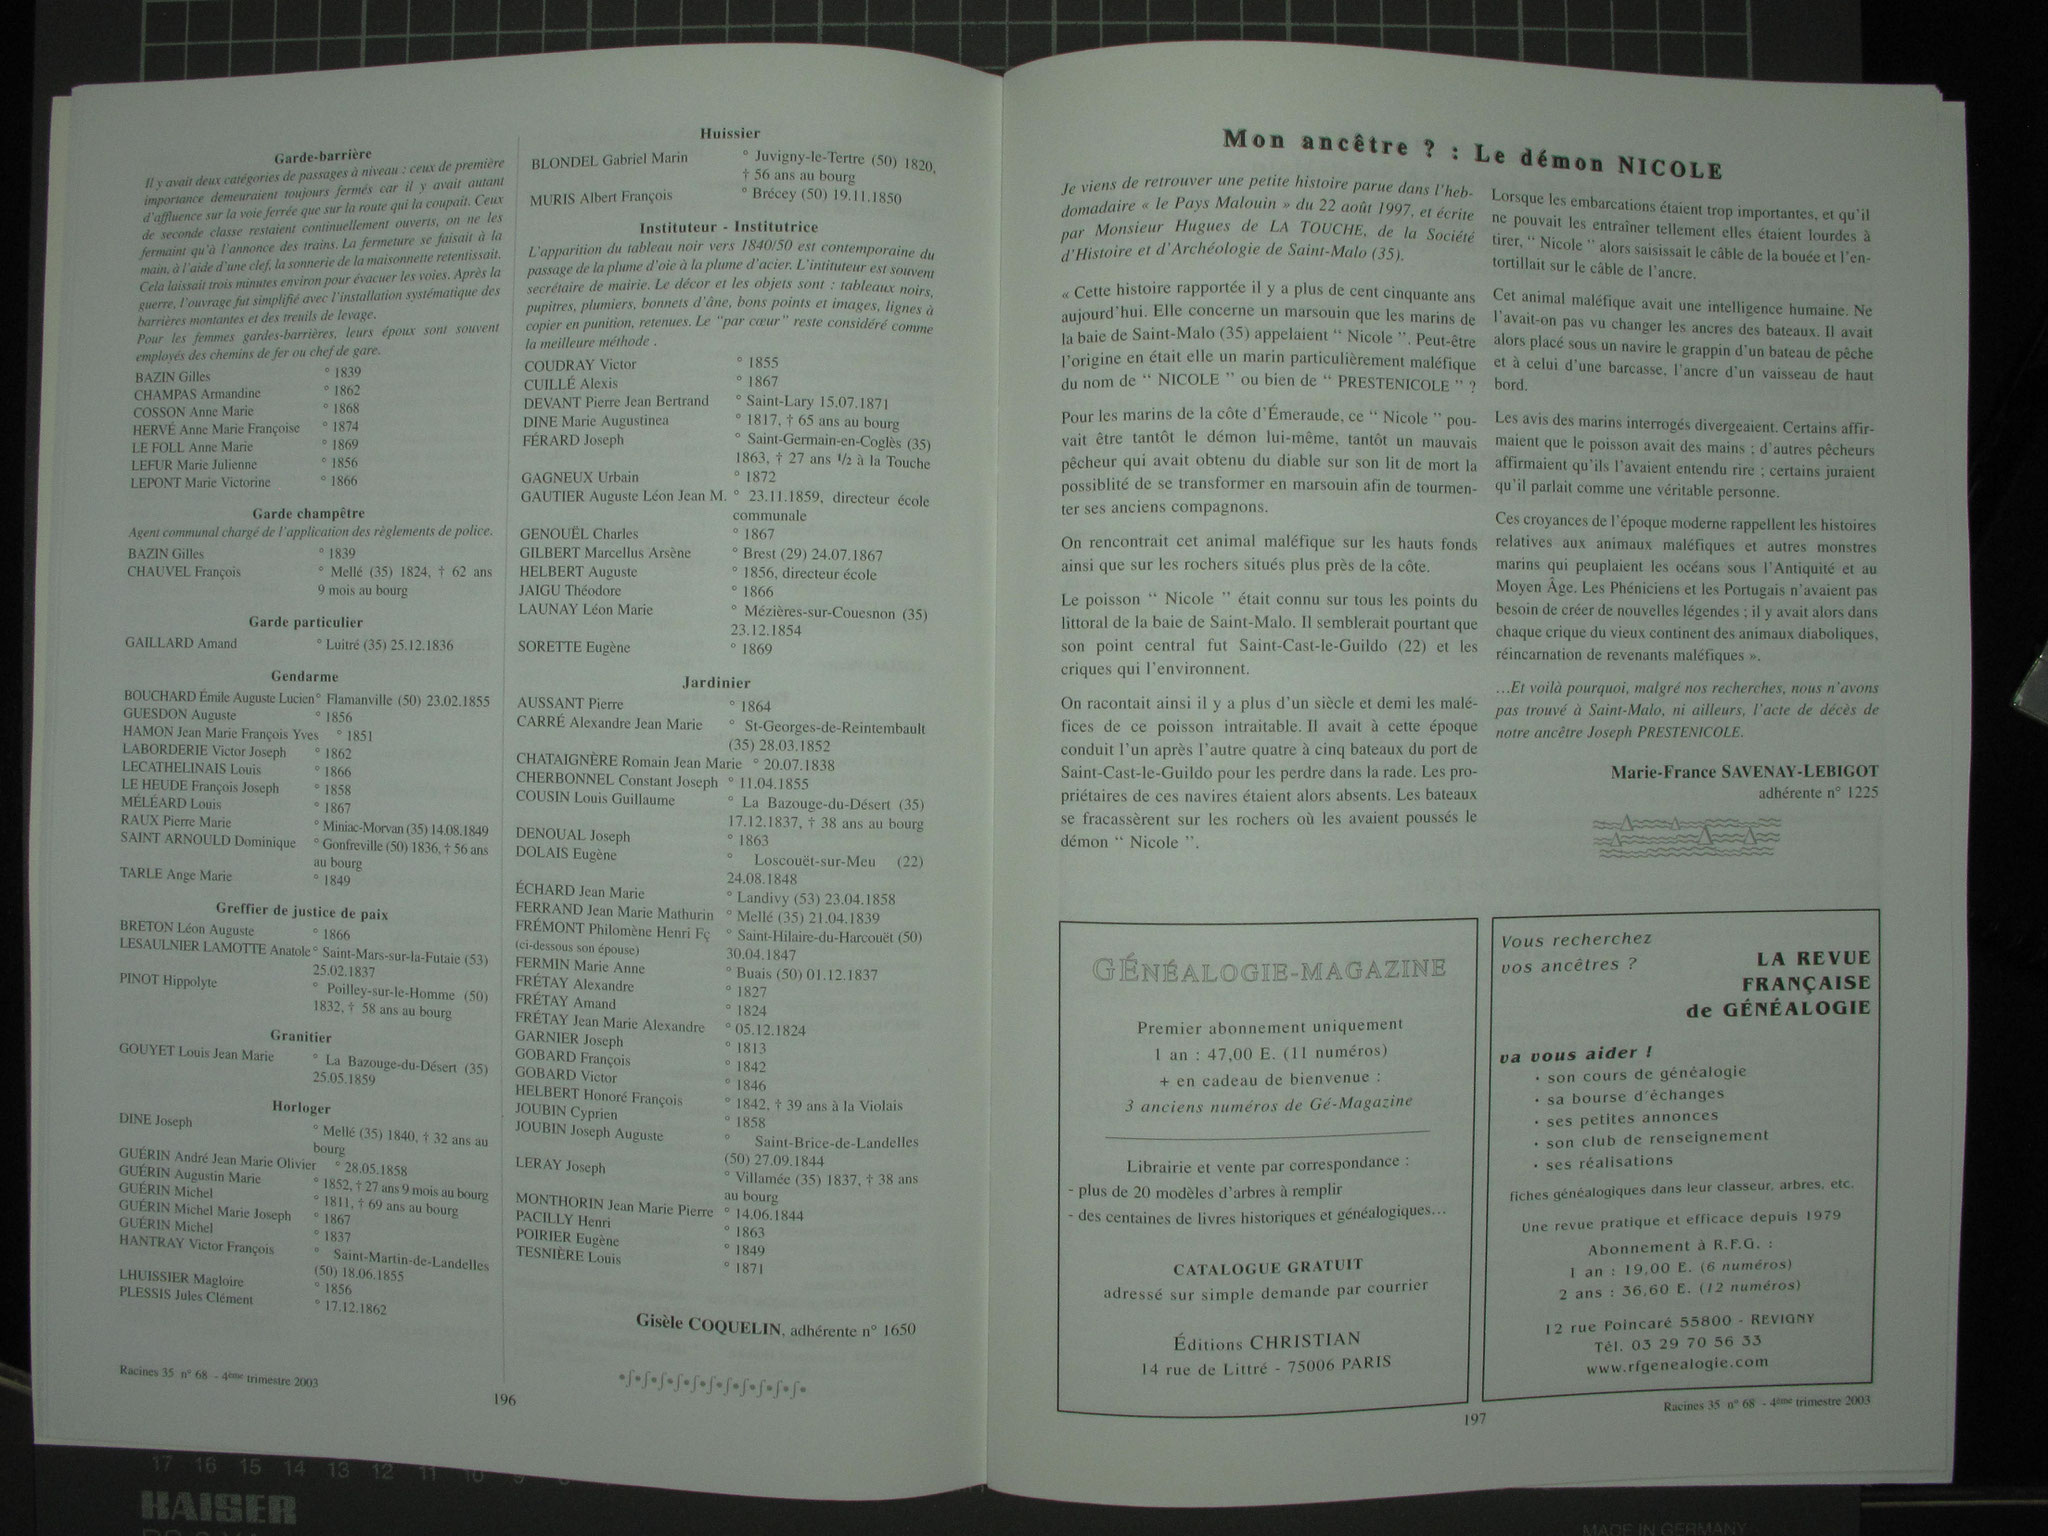 Garde-barrière
Il y avait deux catégories de passages à niveau : ceux de première
importance demeuraient toujours fermés car il y avait autant
d'affluence sur la voie ferrée que sur la route qui la coupait. Ceux
de seconde classe restaient continuellement ouverts, on ne les
fermaint qu'à l'annonce des trains. La fermeture se faisait à la
main, à l'aide d'une clef, la sonnerie de la maisonnette retentissait.
Cela laissait trois minutes environ pour évacuer les voies. Après la
guerre, l'ouvrage fut simplifié avec l'installation systématique des
barrières montantes et des treuils de levage.
Pour les femmes gardes-barrières, leurs époux sont souvent
employés des chemins de fer ou chef de gare.
BAZIN Gilles ° 1839
CHAMPAS Armandine ° 1862
COSSON Anne Marie ° 1868
HERVÉ Anne Marie Françoise ° 1874
LE FOLL Anne Marie ° 1869
LEFUR Marie Julienne ° 1856
LEPONT Marie Victorine ° 1866
Garde champêtre
Agent communal chargé de l'application des règlements de police.
BAZIN Gilles ° 1839
CHAUVEL François ° Mellé (35) 1824, † 62 ans
9 mois au bourg
Garde particulier
GAILLARD Amand ° Luitré (35) 25.12.1836
Gendarme
BOUCHARD Émile Auguste Lucien ° Flamanville (50) 23.02.1855
GUESDON Auguste ° 1856
HAMON Jean Marie François Yves ° 1851
LABORDERIE Victor Joseph ° 1862
LECATHELINAIS Louis ° 1866
LE HEUDE François Joseph ° 1858
MÉLÉARD Louis ° 1867
RAUX Pierre Marie ° Miniac-Morvan (35) 14.08.1849
SAINT ARNOULD Dominique ° Gonfreville (50) 1836, † 56 ans
au bourg
TARLE Ange Marie ° 1849
Greffier de justice de paix
BRETON Léon Auguste ° 1866
LESAULNIER LAMOTTE Anatole ° Saint-Mars-sur-la-Futaie (53)
25.02.1837
PINOT Hippolyte ° Poilley-sur-le-Homme (50)
1832, † 58 ans au bourg
Granitier
GOUYET Louis Jean Marie ° La Bazouge-du-Désert (35)
25.05.1859
Horloger
DINE Joseph ° Mellé (35) 1840, † 32 ans au
bourg
GUÉRIN André Jean Marie Olivier ° 28.05.1858
GUÉRIN Augustin Marie ° 1852, † 27 ans 9 mois au bourg
GUÉRIN Michel ° 1811, † 69 ans au bourg
GUÉRIN Michel Marie Joseph ° 1867
GUÉRIN Michel ° 1837
HANTRAY Victor François ° Saint-Martin-de-Landelles
(50) 18.06.1855
LHUISSIER Magloire ° 1856
PLESSIS Jules Clément ° 17.12.1862
Huissier
BLONDEL Gabriel Marin ° Juvigny-le-Tertre (50) 1820,
† 56 ans au bourg
MURIS Albert François ° Brécey (50) 19.11.1850
Instituteur - Institutrice
L'apparition du tableau noir vers 1840/50 est contemporaine du
passage de la plume d'oie à la plume d'acier. L'intituteur est souvent
secrétaire de mairie. Le décor et les objets sont : tableaux noirs,
pupitres, plumiers, bonnets d'âne, bons points et images, lignes à
copier en punition, retenues. Le "par cœur" reste considéré comme
la meilleure méthode .
COUDRAY Victor ° 1855
CUILLÉ Alexis ° 1867
DEVANT Pierre Jean Bertrand ° Saint-Lary 15.07.1871
DINE Marie Augustinea ° 1817, † 65 ans au bourg
FÉRARD Joseph ° Saint-Germain-en-Coglès (35)
1863, † 27 ans ½ à la Touche
GAGNEUX Urbain ° 1872
GAUTIER Auguste Léon Jean M. ° 23.11.1859, directeur école
communale
GENOUËL Charles ° 1867
GILBERT Marcellus Arsène ° Brest (29) 24.07.1867
HELBERT Auguste ° 1856, directeur école
JAIGU Théodore ° 1866
LAUNAY Léon Marie ° Mézières-sur-Couesnon (35)
23.12.1854
SORETTE Eugène ° 1869
Jardinier
AUSSANT Pierre ° 1864
CARRÉ Alexandre Jean Marie ° St-Georges-de-Reintembault
(35) 28.03.1852
CHATAIGNÈRE Romain Jean Marie ° 20.07.1838
CHERBONNEL Constant Joseph ° 11.04.1855
COUSIN Louis Guillaume ° La Bazouge-du-Désert (35)
17.12.1837, † 38 ans au bourg
DENOUAL Joseph ° 1863
DOLAIS Eugène ° Loscouët-sur-Meu (22)
24.08.1848
ÉCHARD Jean Marie ° Landivy (53) 23.04.1858
FERRAND Jean Marie Mathurin ° Mellé (35) 21.04.1839
FRÉMONT Philomène Henri Fç ° Saint-Hilaire-du-Harcouët (50)
(ci-dessous son épouse) 30.04.1847
FERMIN Marie Anne ° Buais (50) 01.12.1837
FRÉTAY Alexandre ° 1827
FRÉTAY Amand ° 1824
FRÉTAY Jean Marie Alexandre ° 05.12.1824
GARNIER Joseph ° 1813
GOBARD François ° 1842
GOBARD Victor ° 1846
HELBERT Honoré François ° 1842, † 39 ans à la Violais
JOUBIN Cyprien ° 1858
JOUBIN Joseph Auguste ° Saint-Brice-de-Landelles
(50) 27.09.1844
LERAY Joseph ° Villamée (35) 1837, † 38 ans
au bourg
MONTHORIN Jean Marie Pierre ° 14.06.1844
PACILLY Henri ° 1863
POIRIER Eugène ° 1849
TESNIÈRE Louis ° 1871
Gisèle COQUELIN, adhérente n° 1650
Racines 35 n° 68 - 4ème trimestre 2003
196
Mon ancêtre ? : Le démon NICOLE
Je viens de retrouver une petite histoire parue dans l'heb-
domadaire « le Pays Malouin » du 22 août 1997, et écrite
par Monsieur Hugues de LA TOUCHE, de la Société
d'Histoire et d'Archéologie de Saint-Malo (35).
« Cette histoire rapportée il y a plus de cent cinquante ans
aujourd'hui. Elle concerne un marsouin que les marins de
la baie de Saint-Malo (35) appelaient “ Nicole ”. Peut-être
l'origine en était elle un marin particulièrement maléfique
du nom de “ NICOLE ” ou bien de “ PRESTENICOLE ” ?
Pour les marins de la côte d'Émeraude, ce “ Nicole ” pou-
vait être tantôt le démon lui-même, tantôt un mauvais
pêcheur qui avait obtenu du diable sur son lit de mort la
possiblité de se transformer en marsouin afin de tourmen-
ter ses anciens compagnons.
On rencontrait cet animal maléfique sur les hauts fonds
ainsi que sur les rochers situés plus près de la côte.
Le poisson “ Nicole ” était connu sur tous les points du
littoral de la baie de Saint-Malo. Il semblerait pourtant que
son point central fut Saint-Cast-le-Guildo (22) et les
criques qui l'environnent.
On racontait ainsi il y a plus d'un siècle et demi les malé-
fices de ce poisson intraitable. Il avait à cette époque
conduit l'un après l'autre quatre à cinq bateaux du port de
Saint-Cast-le-Guildo pour les perdre dans la rade. Les pro-
priétaires de ces navires étaient alors absents. Les bateaux
se fracassèrent sur les rochers où les avaient poussés le
démon “ Nicole ”.
Lorsque les embarcations étaient trop importantes, et qu'il
ne pouvait les entraîner tellement elles étaient lourdes à
tirer, “ Nicole ” alors saisissait le câble de la bouée et l'en-
tortillait sur le câble de l'ancre.
Cet animal maléfique avait une intelligence humaine. Ne
l'avait-on pas vu changer les ancres des bateaux. Il avait
alors placé sous un navire le grappin d'un bateau de pêche
et à celui d'une barcasse, l'ancre d'un vaisseau de haut
bord.
Les avis des marins interrogés divergeaient. Certains affir-
maient que le poisson avait des mains ; d'autres pêcheurs
affirmaient qu'ils l'avaient entendu rire ; certains juraient
qu'il parlait comme une véritable personne.
Ces croyances de l'époque moderne rappellent les histoires
relatives aux animaux maléfiques et autres monstres
marins qui peuplaient les océans sous l'Antiquité et au
Moyen Âge. Les Phéniciens et les Portugais n'avaient pas
besoin de créer de nouvelles légendes ; il y avait alors dans
chaque crique du vieux continent des animaux diaboliques,
réincarnation de revenants maléfiques ».
…Et voilà pourquoi, malgré nos recherches, nous n'avons
pas trouvé à Saint-Malo, ni ailleurs, l'acte de décès de
notre ancêtre Joseph PRESTENICOLE.
Marie-France SAVENAY-LEBIGOT
adhérente n° 1225
GÉNÉALOGIE-MAGAZINE
Premier abonnement uniquement
1 an : 47,00 E. (11 numéros)
+ en cadeau de bienvenue :
3 anciens numéros de Gé-Magazine
Librairie et vente par correspondance :
- plus de 20 modèles d'arbres à remplir
- des centaines de livres historiques et généalogiques…
CATALOGUE GRATUIT
adressé sur simple demande par courrier
Éditions CHRISTIAN
14 rue de Littré - 75006 PARIS
Vous recherchez
vos ancêtres ?
LA REVUE
FRANÇAISE
de GÉNÉALOGIE
va vous aider !
· son cours de généalogie
· sa bourse d'échanges
· ses petites annonces
· son club de renseignement
· ses réalisations
fiches généalogiques dans leur classeur, arbres, etc.
Une revue pratique et efficace depuis 1979
Abonnement à R.F.G. :
1 an : 19,00 E. (6 numéros)
2 ans : 36,60 E. (12 numéros)
12 rue Poincaré 55800 - REVIGNY
Tél. 03 29 70 56 33
www.rfgenealogie.com
Racines 35 n° 68 - 4ème trimestre 2003
197
17 16 15 14 13 12 11 10 9
KAISER
MADE IN GERMANY